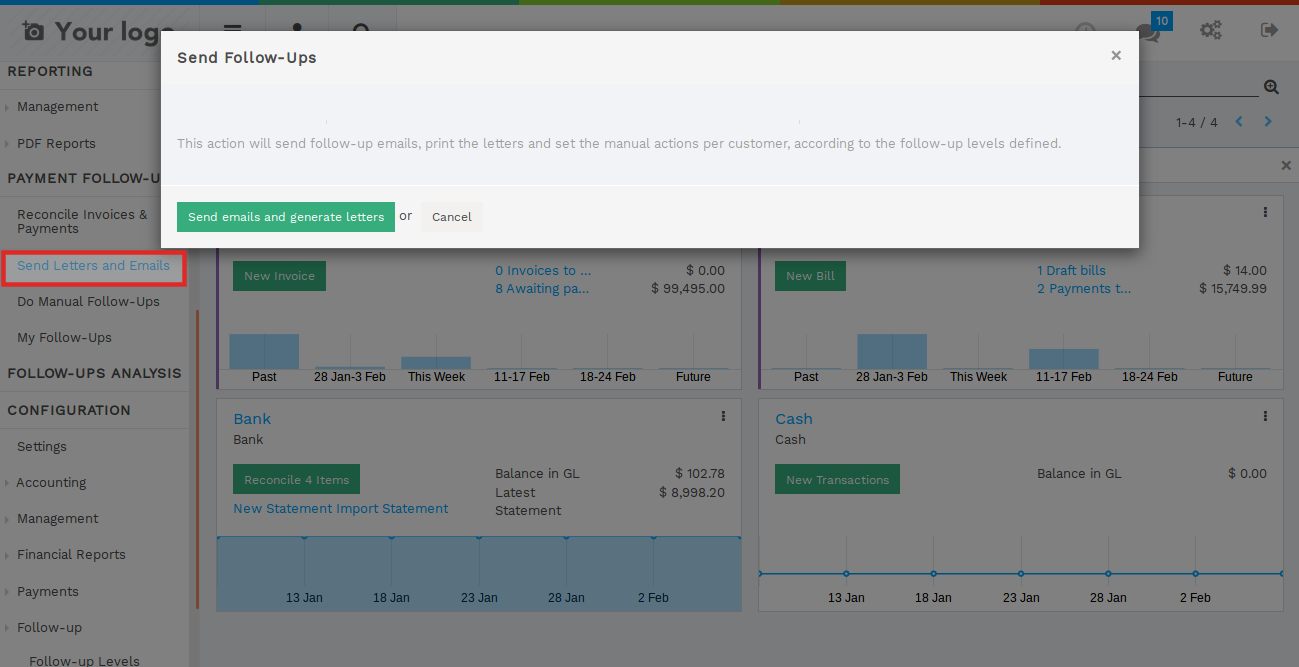 Your logo
10
REPORTING
Management
PDF Reports
PAYMENT FOLLOW-U
Reconcile Invoices &
Payments
Send Letters and Emails
Do Manual Follow-Ups
My Follow-Ups
FOLLOW-UPS ANALYSIS
CONFIGURATION
Settings
Accounting
Management
Financial Reports
Payments
Follow-up
Follow-up Levels
Send Follow-Ups
×
This action will send follow-up emails, print the letters and set the manual actions per customer, according to the follow-up levels defined.
Send emails and generate letters or Cancel
1-4 / 4
New Invoice
0 Invoices to ... $ 0.00
8 Awaiting pa... $ 99,495.00
Past 28 Jan-3 Feb This Week 11-17 Feb 18-24 Feb Future
New Bill
1 Draft bills $ 14.00
2 Payments t... $ 15,749.99
Past 28 Jan-3 Feb This Week 11-17 Feb 18-24 Feb Future
Bank
Bank
Reconcile 4 Items
New Statement Import Statement
Balance in GL $ 102.78
Latest $ 8,998.20
Statement
13 Jan 18 Jan 23 Jan 28 Jan 2 Feb
Cash
Cash
New Transactions
Balance in GL $ 0.00
13 Jan 18 Jan 23 Jan 28 Jan 2 Feb